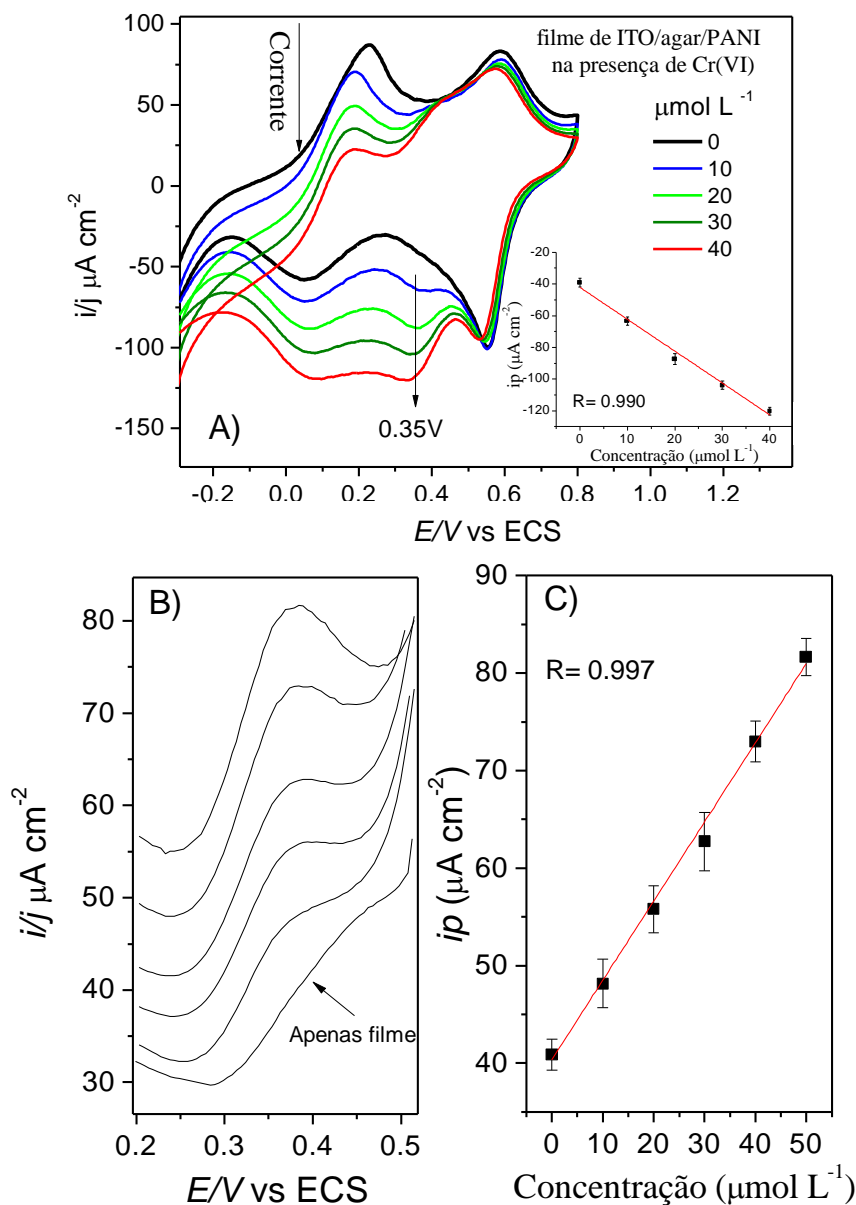 filme de ITO/agar/PANI
na presença de Cr(VI)
μmol L -1
0
10
20
30
40
Corrente
100
50
0
-50
-100
-150
i/j μA cm-2
A)
0.35V
-0.2 0.0 0.2 0.4 0.6 0.8 1.0 1.2
E/V vs ECS
-20
-40
-60
-80
-100
-120
ip (μA cm-2)
R= 0.990
0 10 20 30 40
Concentração (μmol L-1)
B)
80
70
60
50
40
30
i/j μA cm-2
Apenas filme
0.2 0.3 0.4 0.5
E/V vs ECS
C)
R= 0.997
90
80
70
60
50
40
ip (μA cm-2)
0 10 20 30 40 50
Concentração (μmol L-1)